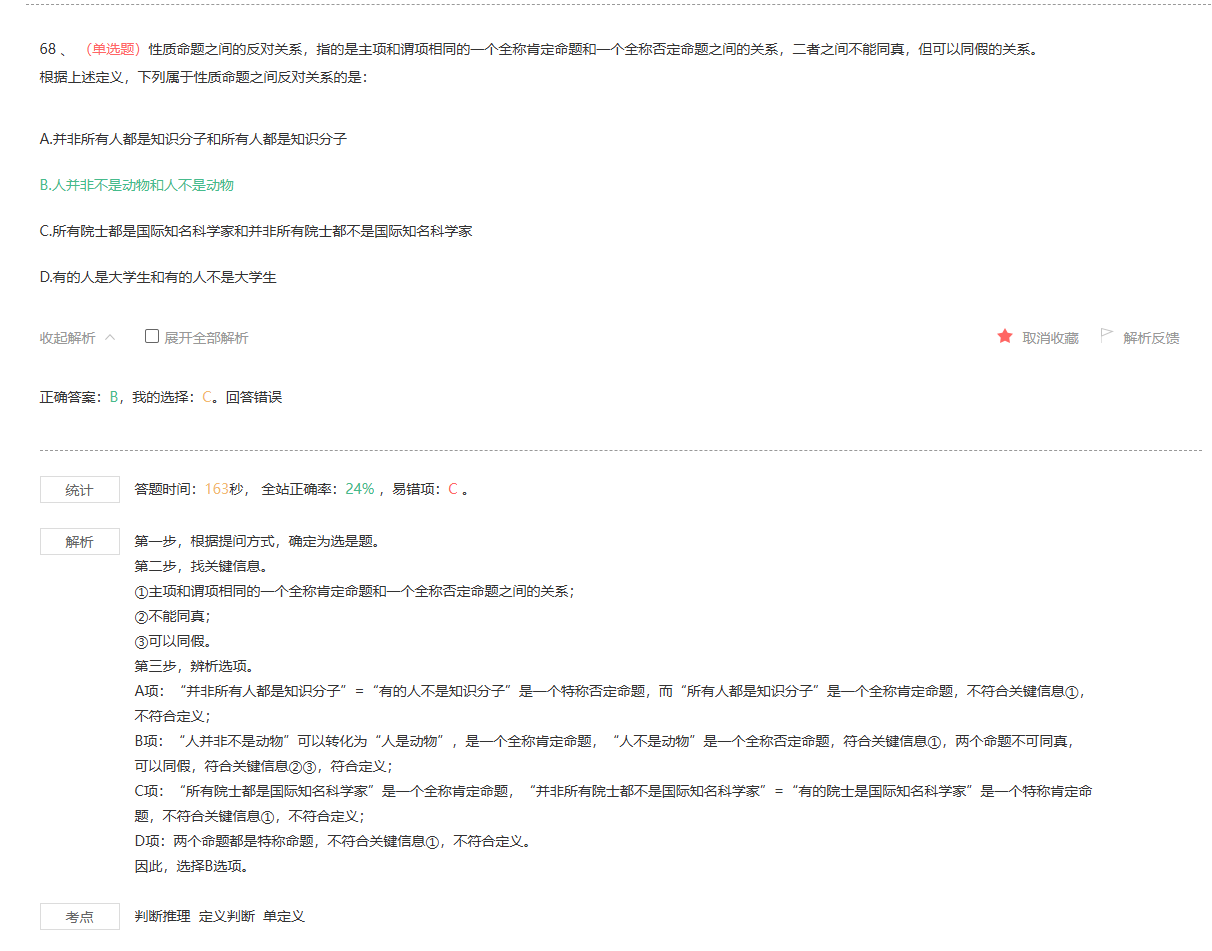 68 、 （单选题）性质命题之间的反对关系，指的是主项和谓项相同的一个全称肯定命题和一个全称否定命题之间的关系，二者之间不能同真，但可以同假的关系。
根据上述定义，下列属于性质命题之间反对关系的是：
A.并非所有人都是知识分子和所有人都是知识分子
B.人并非不是动物和人不是动物
C.所有院士都是国际知名科学家和并非所有院士都不是国际知名科学家
D.有的人是大学生和有的人不是大学生
收起解析 展开全部解析 取消收藏 解析反馈
正确答案：B，我的选择：C。回答错误
统计 答题时间：163秒， 全站正确率：24% ，易错项：C 。
解析 第一步，根据提问方式，确定为选是题。
第二步，找关键信息。
①主项和谓项相同的一个全称肯定命题和一个全称否定命题之间的关系；
②不能同真；
③可以同假。
第三步，辨析选项。
A项：“并非所有人都是知识分子”=“有的人不是知识分子”是一个特称否定命题，而“所有人都是知识分子”是一个全称肯定命题，不符合关键信息①，
不符合定义；
B项：“人并非不是动物”可以转化为“人是动物”，是一个全称肯定命题，“人不是动物”是一个全称否定命题，符合关键信息①，两个命题不可同真，
可以同假，符合关键信息②③，符合定义；
C项：“所有院士都是国际知名科学家”是一个全称肯定命题，“并非所有院士都不是国际知名科学家”=“有的院士是国际知名科学家”是一个特称肯定命
题，不符合关键信息①，不符合定义；
D项：两个命题都是特称命题，不符合关键信息①，不符合定义。
因此，选择B选项。
考点 判断推理 定义判断 单定义